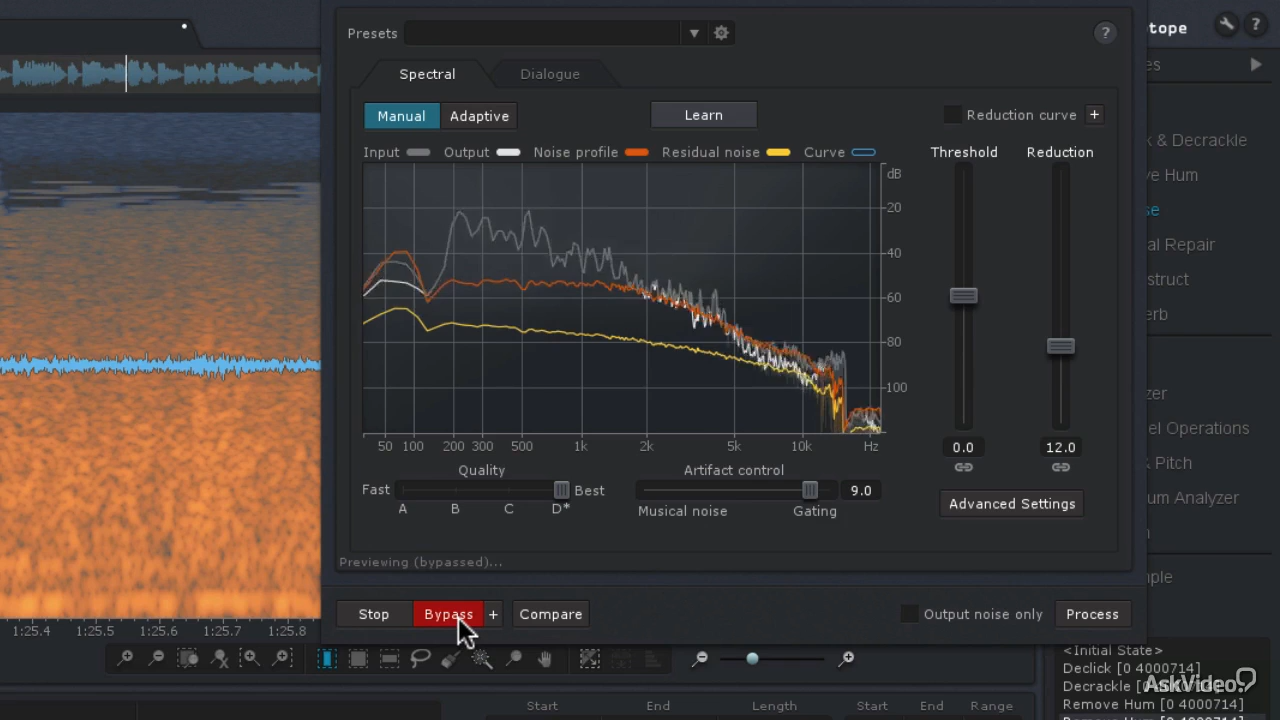 Presets
?
tope
?
es
Spectral
Dialogue
Manual
Adaptive
Learn
Reduction curve +
k & Decrackle
Input
Output
Noise profile
Residual noise
Curve
Threshold
Reduction
ve Hum
dB
-20
-40
-60
-80
-100
se
al Repair
struct
erb
50 100 200 300 500 1k 2k 5k 10k Hz
0.0
12.0
zer
el Operations
& Pitch
um Analyzer
n
Quality
Artifact control
Fast
Best
9.0
A B C D*
Musical noise
Gating
Advanced Settings
Previewing (bypassed)...
ple
Stop
Bypass
+
Compare
Output noise only
Process
1:25.4 1:25.5 1:25.6 1:25.7 1:25.8
<Initial State>
Declick [0 4000714]
Decrackle [0
AskVideo
Remove Hum [0 4000714]
Start End Length Start End Range